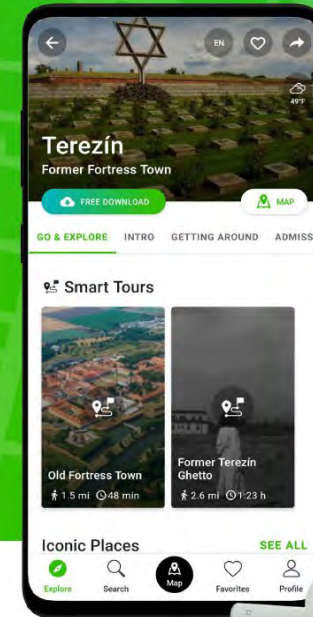 EN
49°F
Terezín
Former Fortress Town
FREE DOWNLOAD
MAP
GO & EXPLORE INTRO GETTING AROUND ADMISS
Smart Tours
Old Fortress Town
1.5 mi 48 min
Former Terezín
Ghetto
2.6 mi 1:23 h
Iconic Places
SEE ALL
Explore
Search
Map
Favorites
Profile